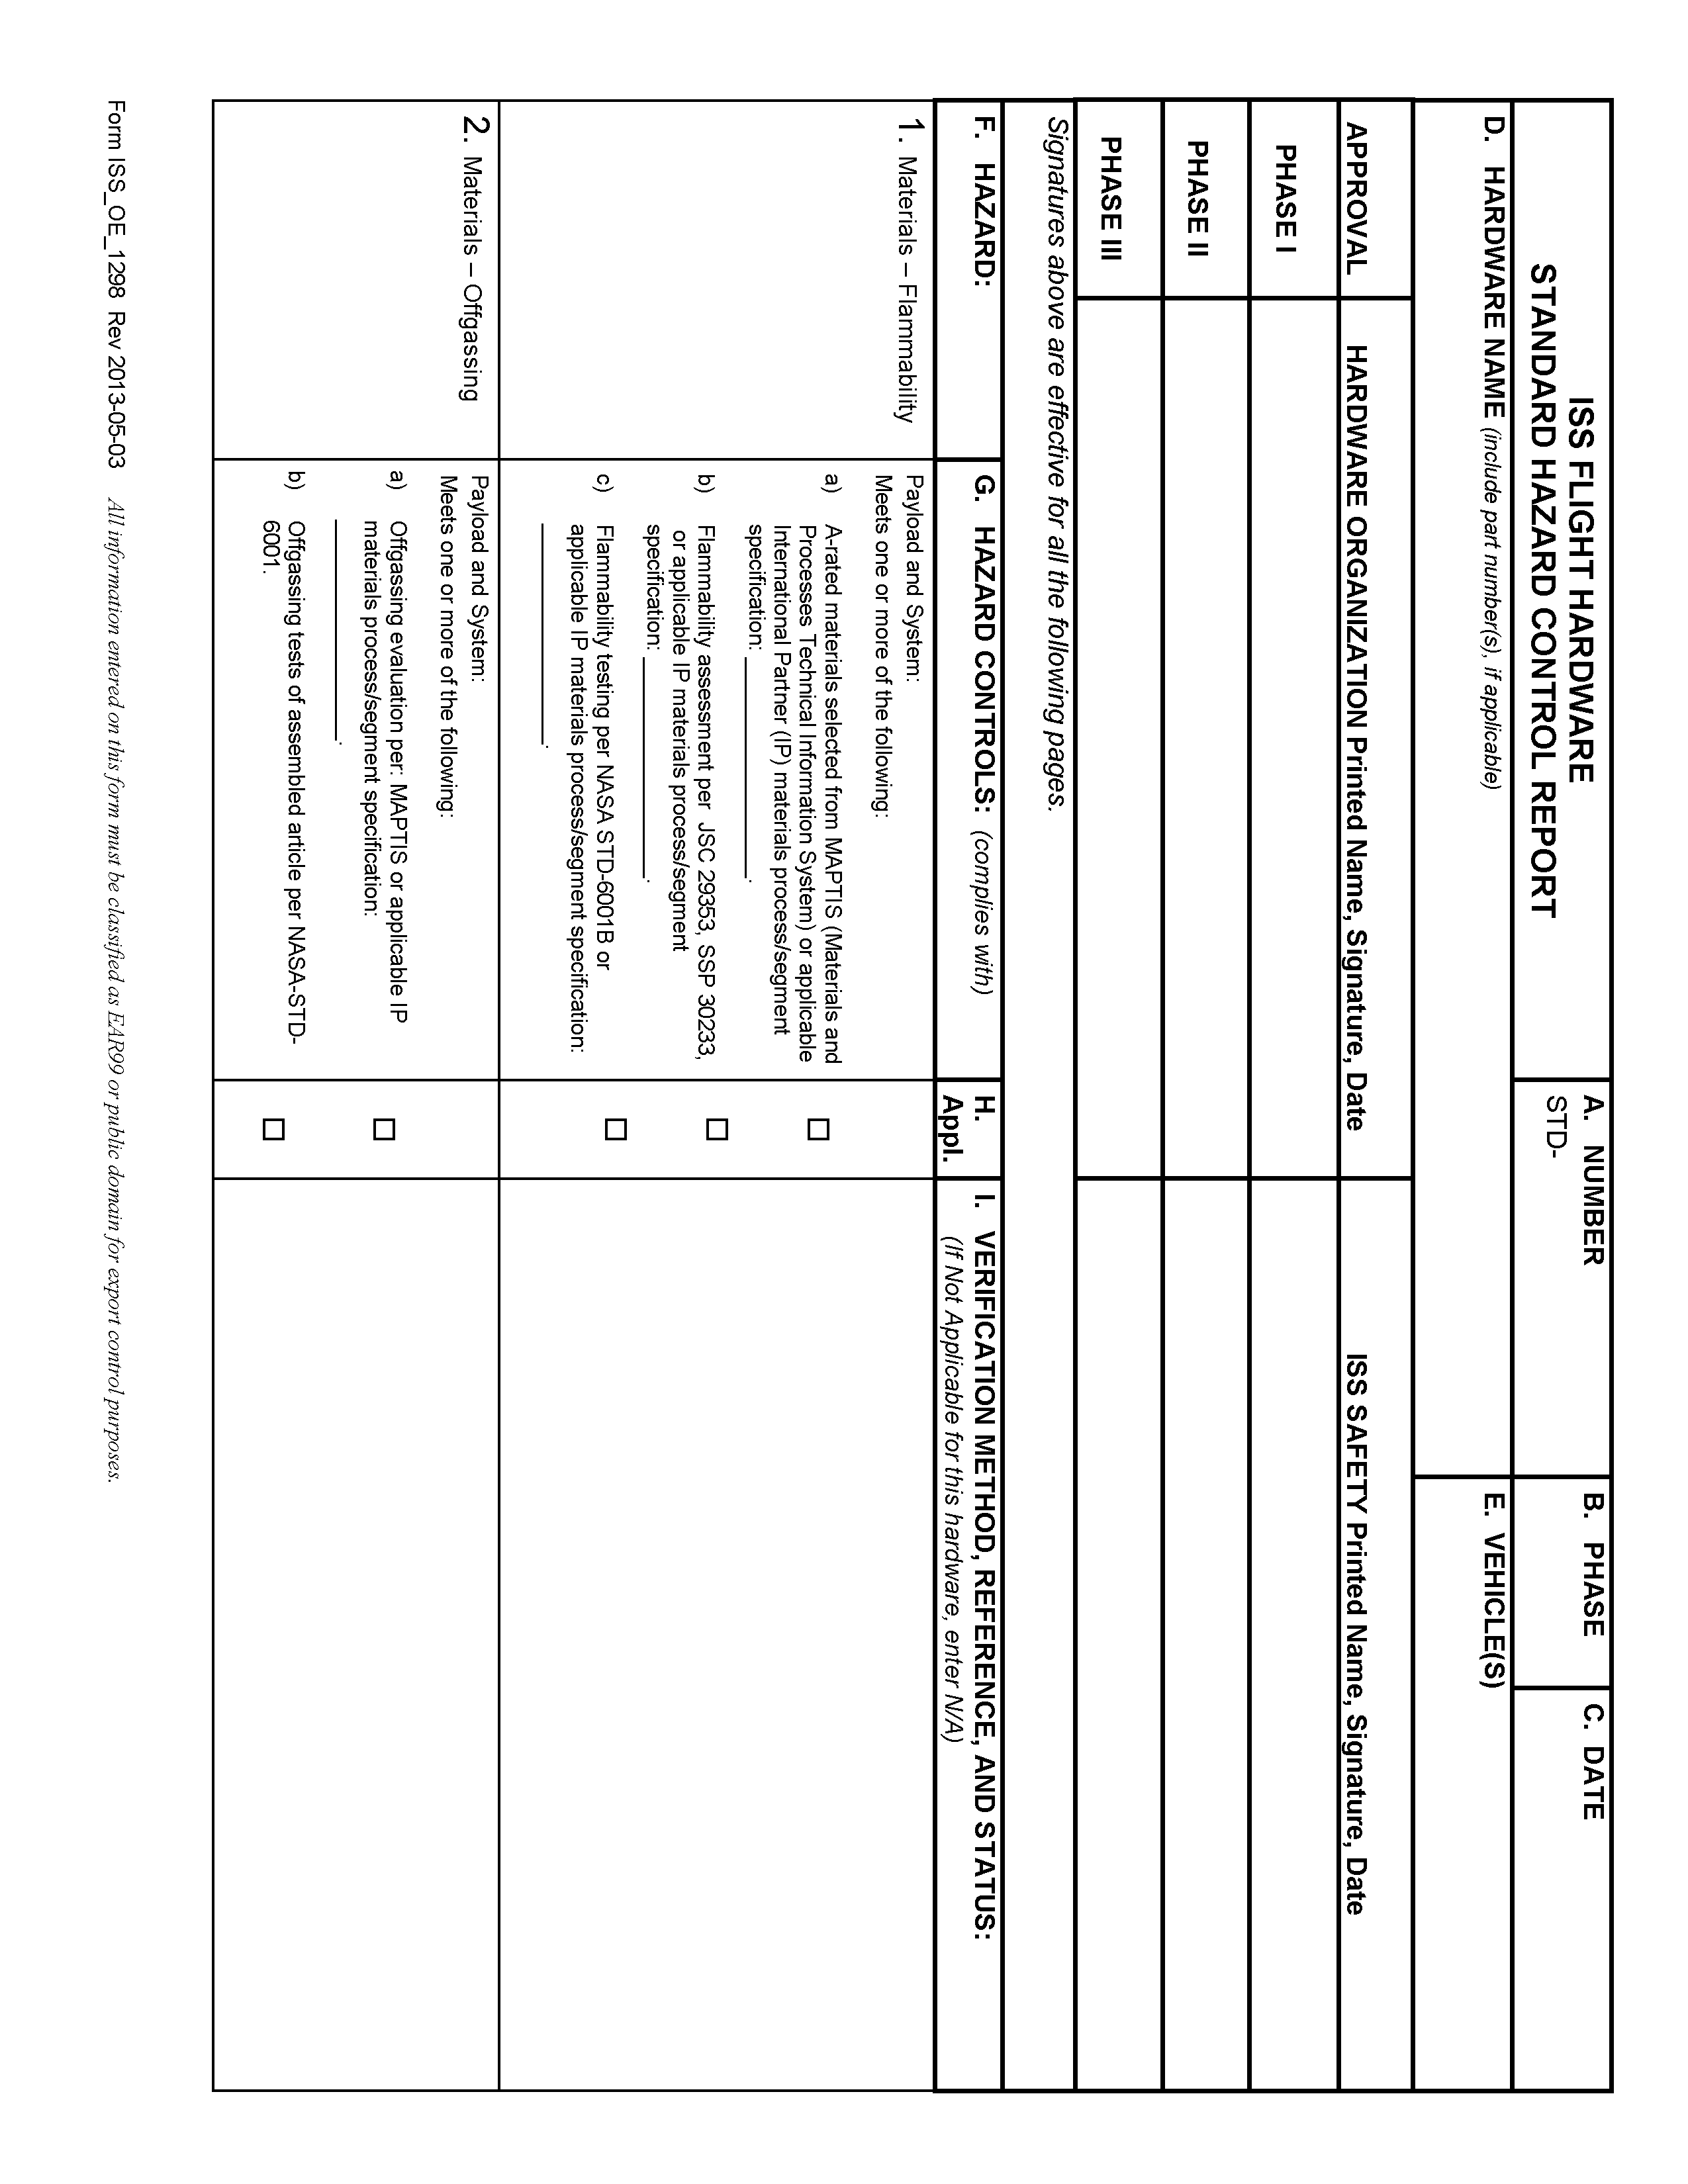 ISS FLIGHT HARDWARE
STANDARD HAZARD CONTROL REPORT
A. NUMBER
STD-
B. PHASE
C. DATE
D. HARDWARE NAME (include part number(s), if applicable)
E. VEHICLE(S)
APPROVAL
HARDWARE ORGANIZATION Printed Name, Signature, Date
ISS SAFETY Printed Name, Signature, Date
PHASE I
PHASE II
PHASE III
Signatures above are effective for all the following pages.
F. HAZARD:
G. HAZARD CONTROLS: (complies with)
H.
Appl.
I. VERIFICATION METHOD, REFERENCE, AND STATUS:
(If Not Applicable for this hardware, enter N/A)
1. Materials – Flammability
Payload and System:
Meets one or more of the following:
a) A-rated materials selected from MAPTIS (Materials and
Processes Technical Information System) or applicable
International Partner (IP) materials process/segment
specification: ____________________.
b) Flammability assessment per JSC 29353, SSP 30233,
or applicable IP materials process/segment
specification: ____________________.
c) Flammability testing per NASA STD-6001B or
applicable IP materials process/segment specification:
____________________.
2. Materials – Offgassing
Payload and System:
Meets one or more of the following:
a) Offgassing evaluation per: MAPTIS or applicable IP
materials process/segment specification:
____________________.
b) Offgassing tests of assembled article per NASA-STD-
6001.
Form ISS_OE_1298 Rev 2013-05-03 All information entered on this form must be classified as EAR99 or public domain for export control purposes.